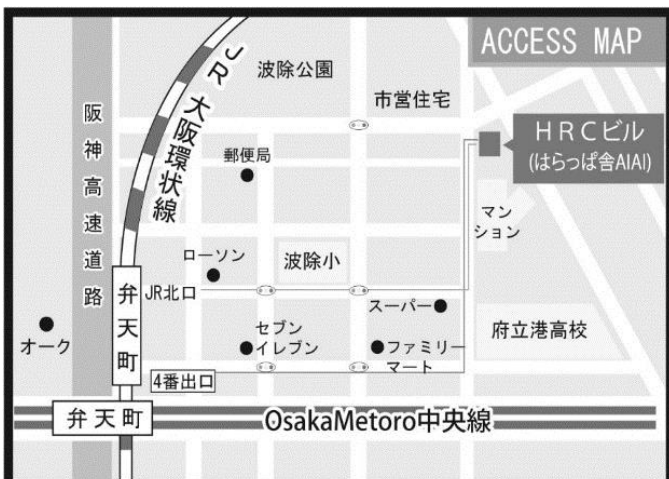 ACCESS MAP
JR 大阪環状線
波除公園
市営住宅
阪神高速道路
HRCビル
(はらっぱ舎AIAI)
郵便局
マン
ション
ローソン
波除小
JR北口
スーパー
弁天町
府立港高校
オーク
セブン
イレブン
ファミリー
マート
4番出口
弁天町
OsakaMetoro中央線